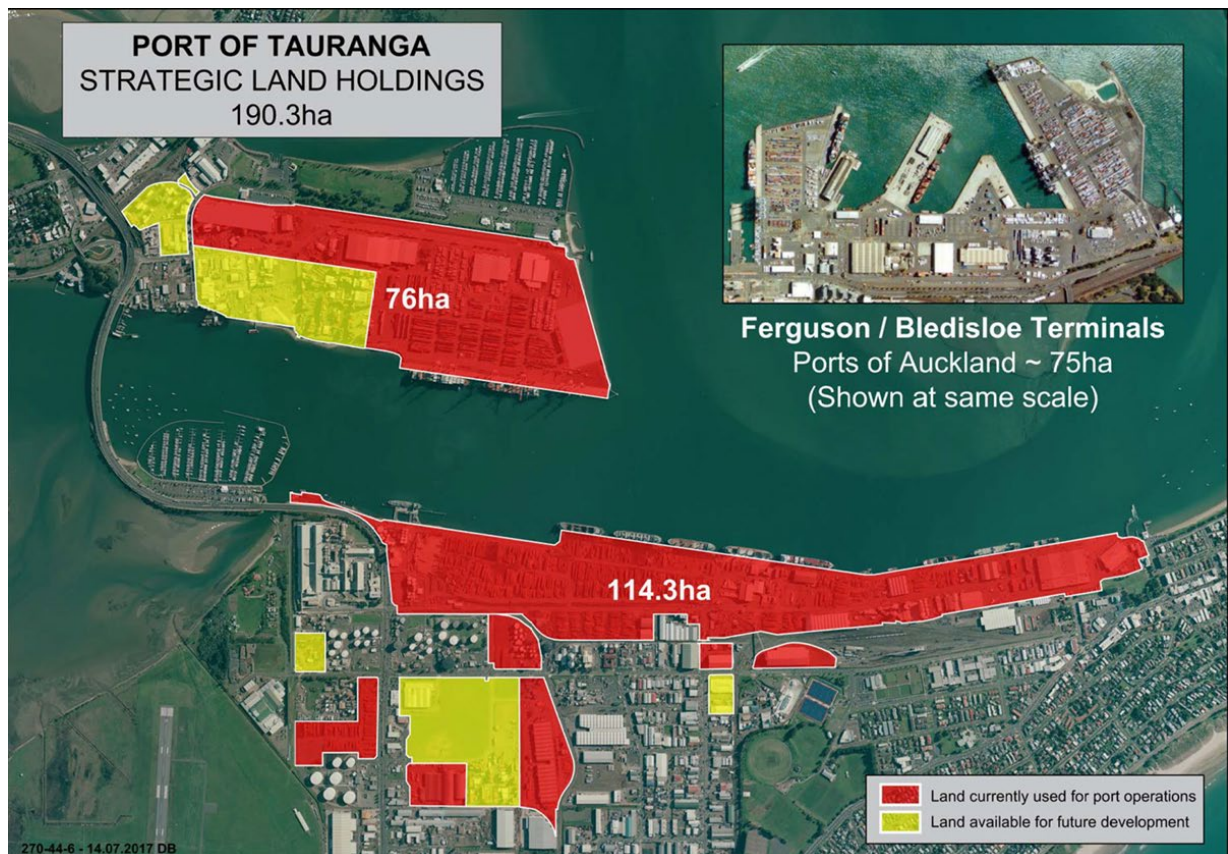 PORT OF TAURANGA
STRATEGIC LAND HOLDINGS
190.3ha
76ha
Ferguson / Bledisloe Terminals
Ports of Auckland ~ 75ha
(Shown at same scale)
114.3ha
Land currently used for port operations
Land available for future development
270-44-6 - 14.07.2017 DB